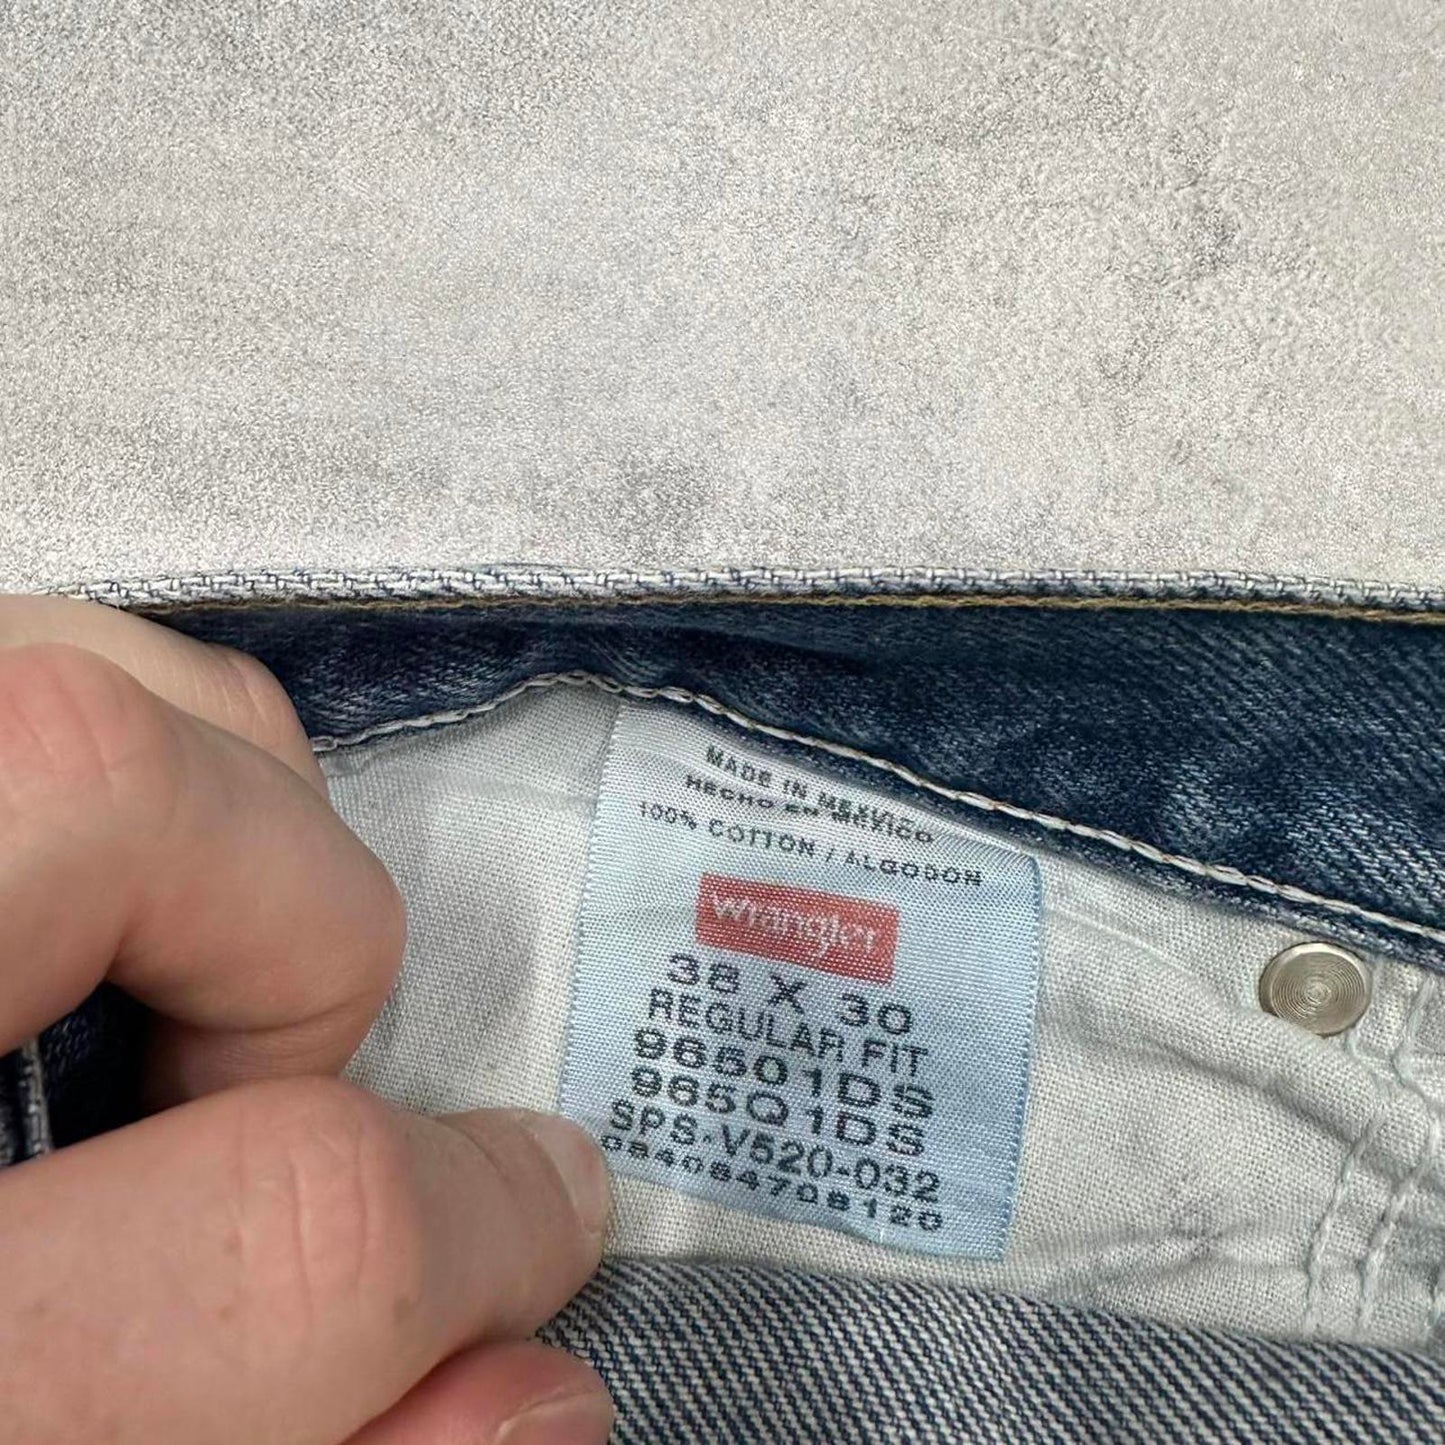 MADE IN MEXICO
HECHO EN MEXICO
100% COTTON / ALGODON
Wrangler
38 X 30
REGULAR FIT
96501DS
965Q1DS
SPS-V520-032
084084708120